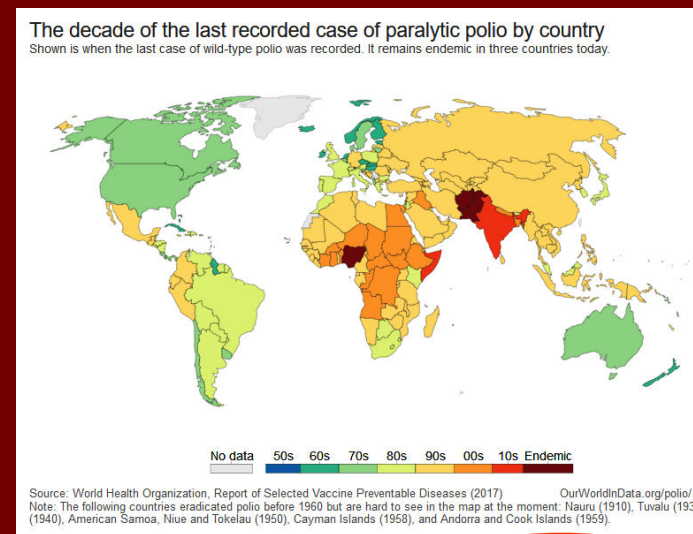 The decade of the last recorded case of paralytic polio by country
Shown is when the last case of wild-type polio was recorded. It remains endemic in three countries today.
No data 50s 60s 70s 80s 90s 00s 10s Endemic
Source: World Health Organization, Report of Selected Vaccine Preventable Diseases (2017) OurWorldInData.org/polio/
Note: The following countries eradicated polio before 1960 but are hard to see in the map at the moment: Nauru (1910), Tuvalu (193
(1940), American Samoa, Niue and Tokelau (1950), Cayman Islands (1958), and Andorra and Cook Islands (1959).